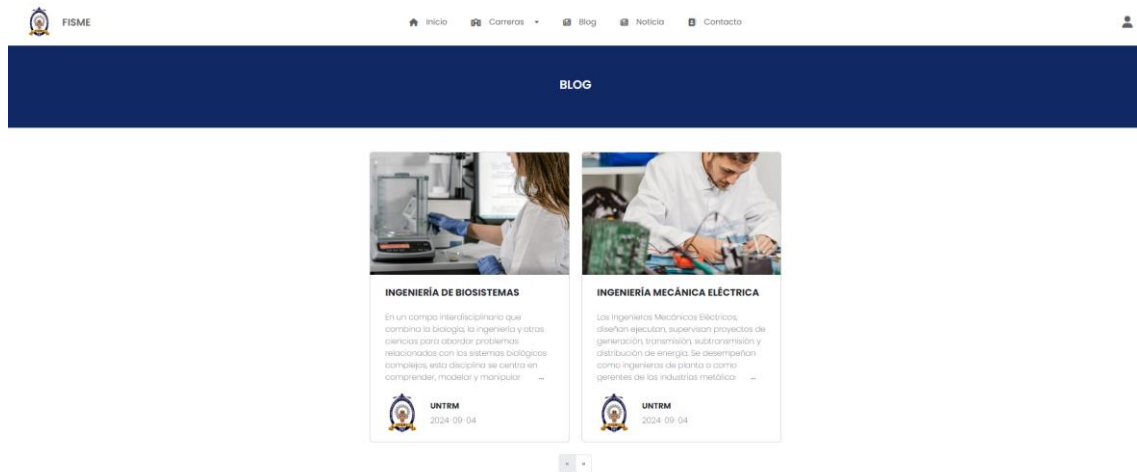 FISME
Inicio
Carreras
Blog
Noticia
Contacto
BLOG
INGENIERÍA DE BIOSISTEMAS
En un campo interdisciplinario que
combina la biología, la ingeniería y otras
ciencias para abordar problemas
relacionados con los sistemas biológicos
complejos, esta disciplina se centra en
comprender, modelar y manipular ...
UNTRM
2024-09-04
INGENIERÍA MECÁNICA ELÉCTRICA
Los Ingenieros Mecánicos Eléctricos,
diseñan ejecutan, supervisan proyectos de
generación, transmisión, subtransmisión y
distribución de energía. Se desempeñan
como ingenieros de planta o como
gerentes de las industrias metálica ...
UNTRM
2024-09-04
« »